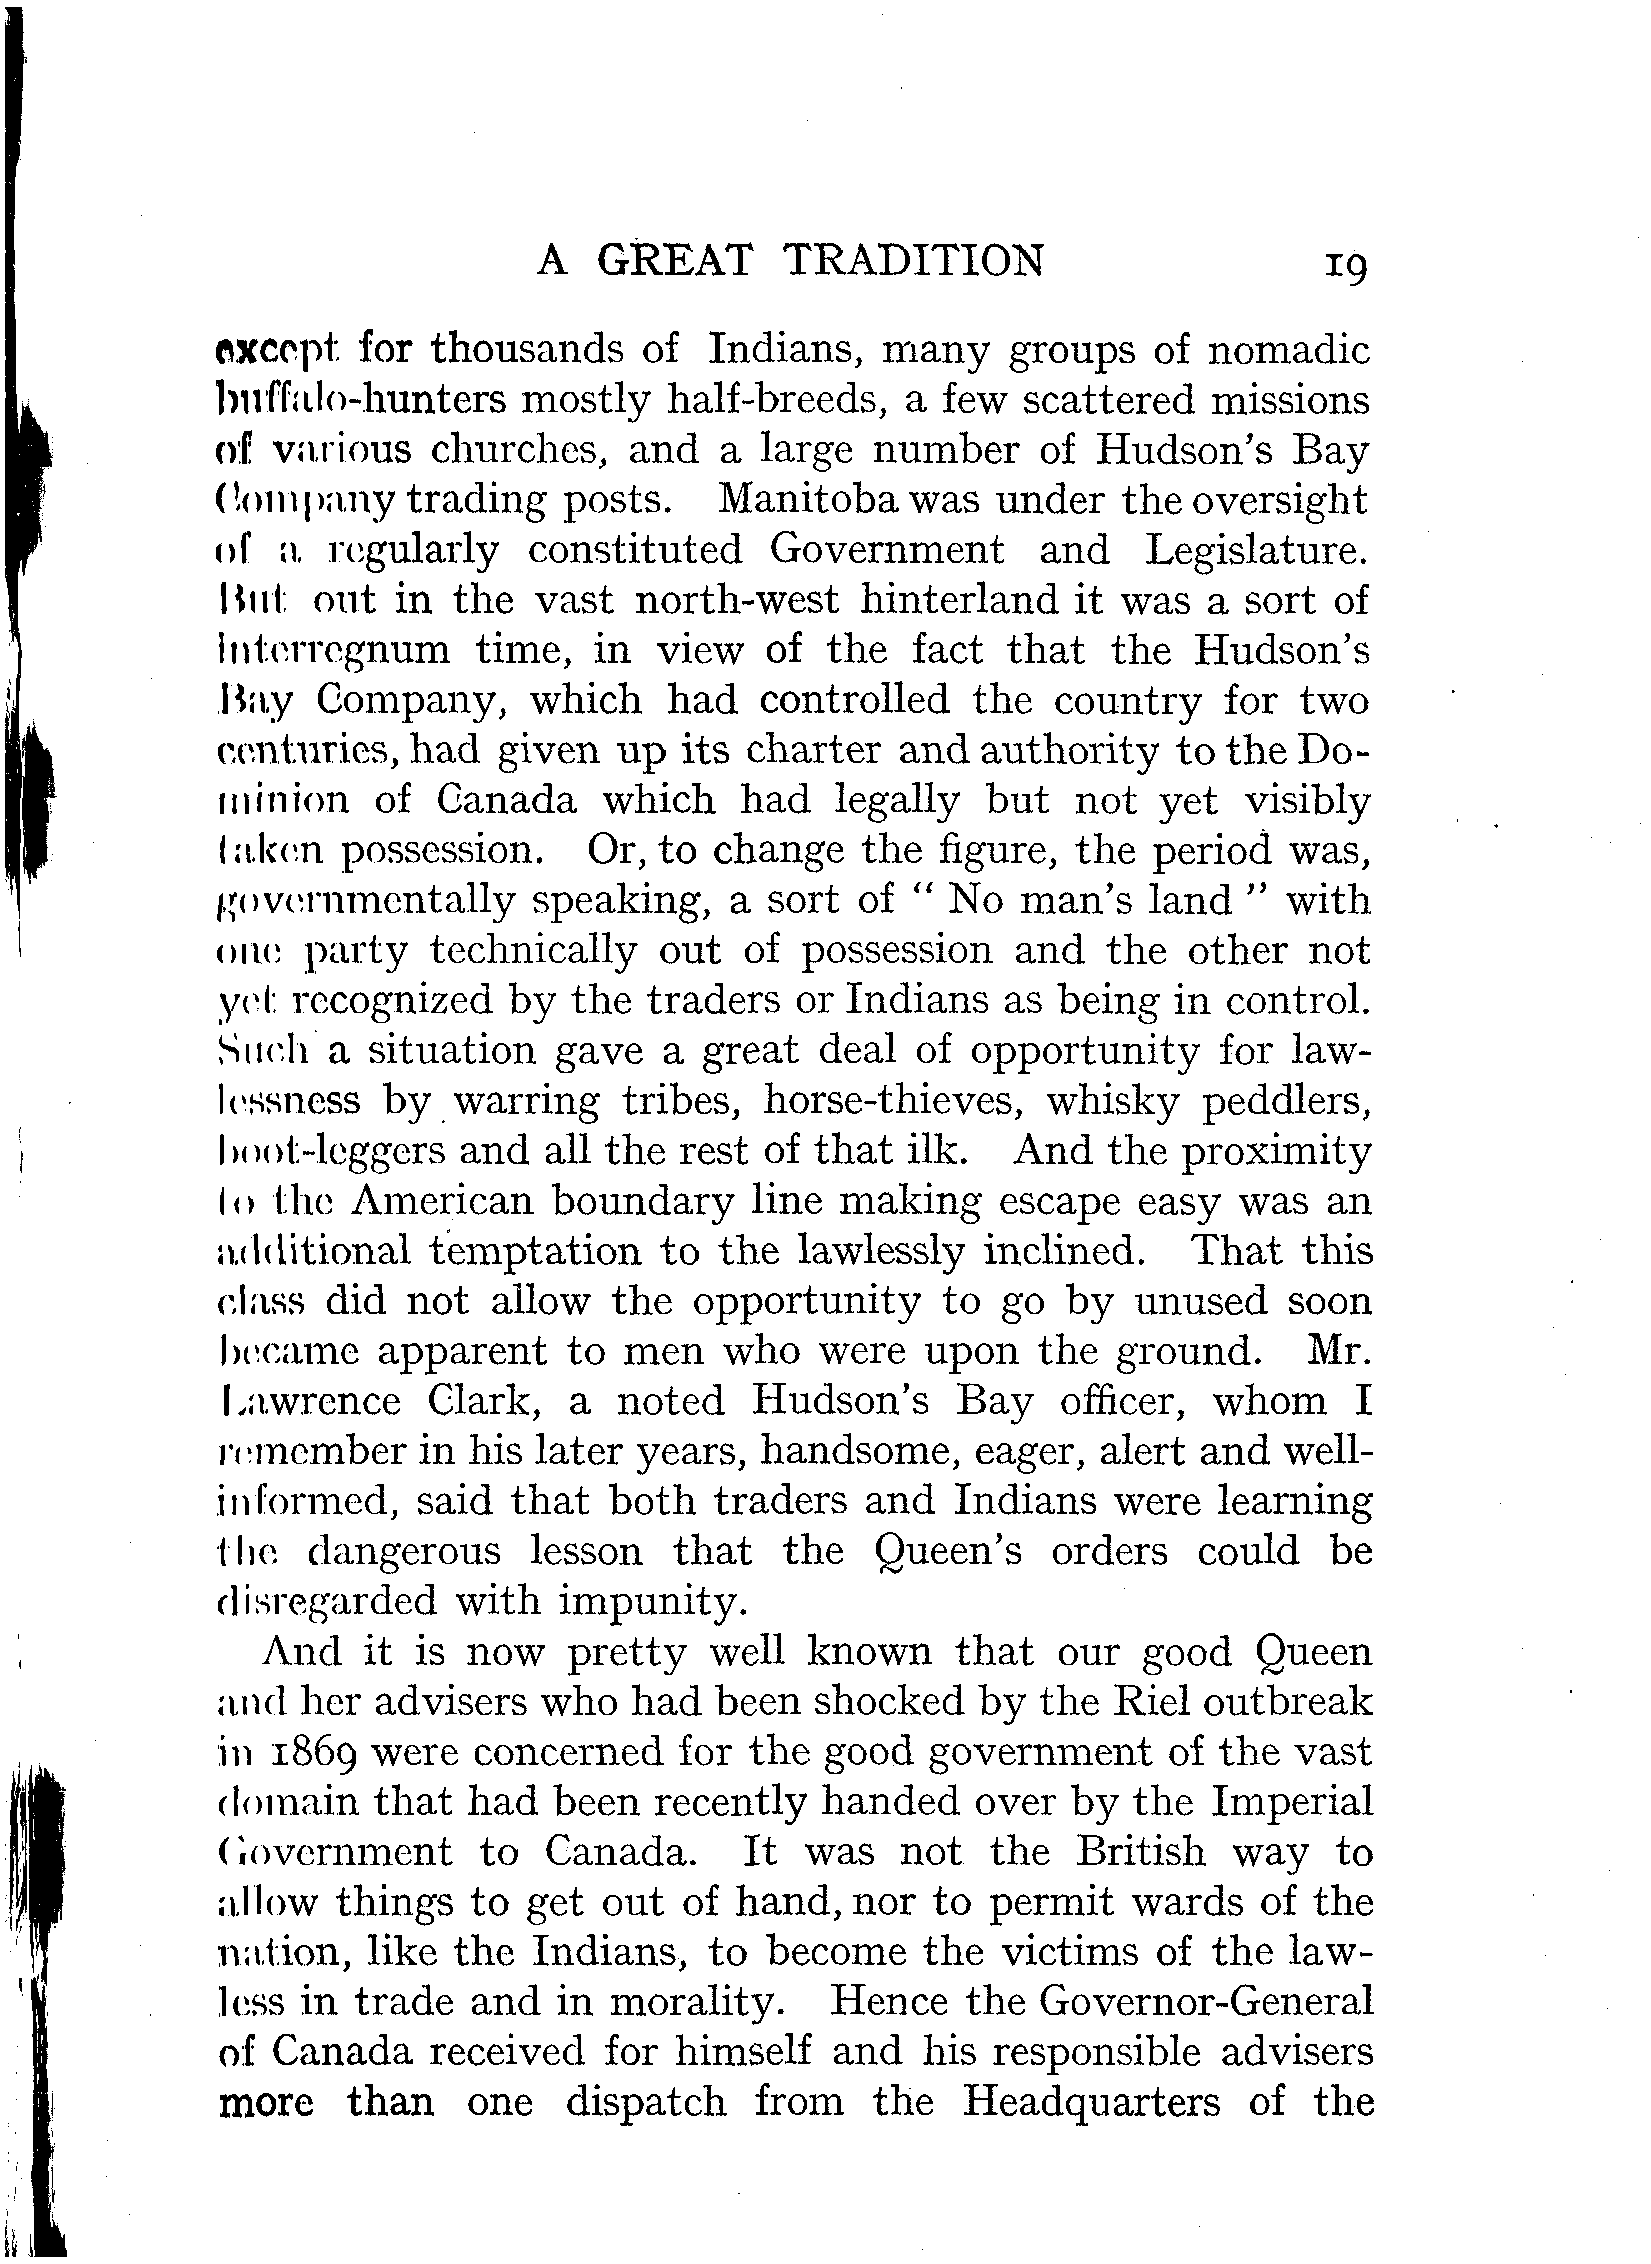 A GREAT TRADITION 19
except for thousands of Indians, many groups of nomadic
buffalo-hunters mostly half-breeds, a few scattered missions
of various churches, and a large number of Hudson's Bay
Company trading posts. Manitoba was under the oversight
of a regularly constituted Government and Legislature.
But out in the vast north-west hinterland it was a sort of
interregnum time, in view of the fact that the Hudson's
Bay Company, which had controlled the country for two
centuries, had given up its charter and authority to the Do-
minion of Canada which had legally but not yet visibly
taken possession. Or, to change the figure, the period was,
governmentally speaking, a sort of " No man's land " with
one party technically out of possession and the other not
yet recognized by the traders or Indians as being in control.
Such a situation gave a great deal of opportunity for law-
lessness by warring tribes, horse-thieves, whisky peddlers,
boot-leggers and all the rest of that ilk. And the proximity
to the American boundary line making escape easy was an
additional temptation to the lawlessly inclined. That this
class did not allow the opportunity to go by unused soon
became apparent to men who were upon the ground. Mr.
Lawrence Clark, a noted Hudson's Bay officer, whom I
remember in his later years, handsome, eager, alert and well-
informed, said that both traders and Indians were learning
the dangerous lesson that the Queen's orders could be
disregarded with impunity.
And it is now pretty well known that our good Queen
and her advisers who had been shocked by the Riel outbreak
in 1869 were concerned for the good government of the vast
domain that had been recently handed over by the Imperial
Government to Canada. It was not the British way to
allow things to get out of hand, nor to permit wards of the
nation, like the Indians, to become the victims of the law-
less in trade and in morality. Hence the Governor-General
of Canada received for himself and his responsible advisers
more than one dispatch from the Headquarters of the